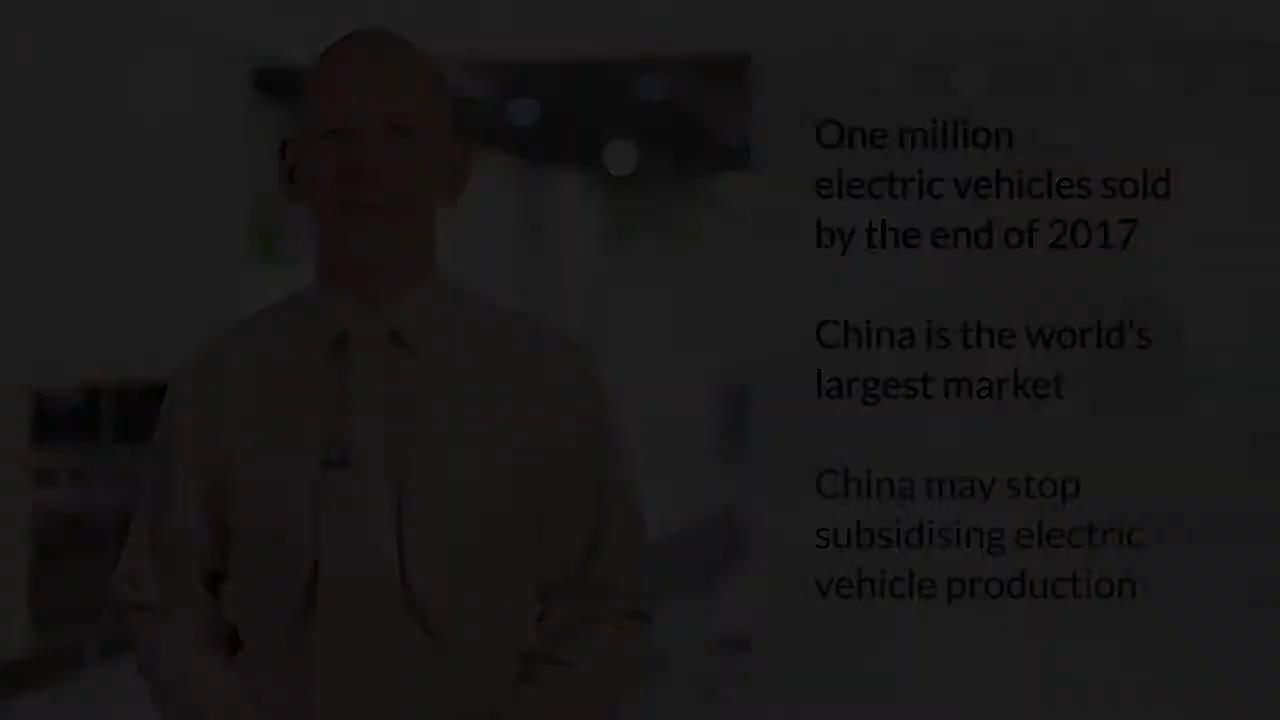 One million
electric vehicles sold
by the end of 2017
China is the world's
largest market
China may stop
subsidising electric
vehicle production